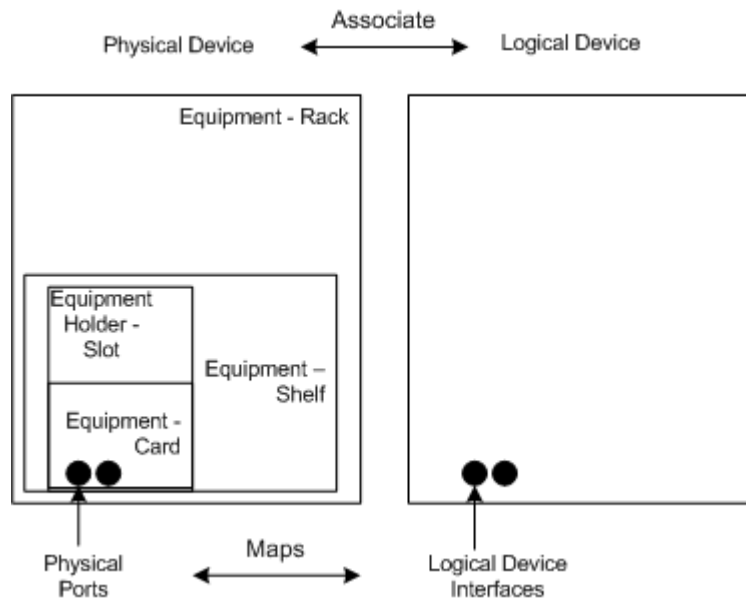 Associate
Physical Device
Logical Device
Equipment - Rack
Equipment
Holder -
Slot
Equipment –
Shelf
Equipment -
Card
Physical
Ports
Maps
Logical Device
Interfaces